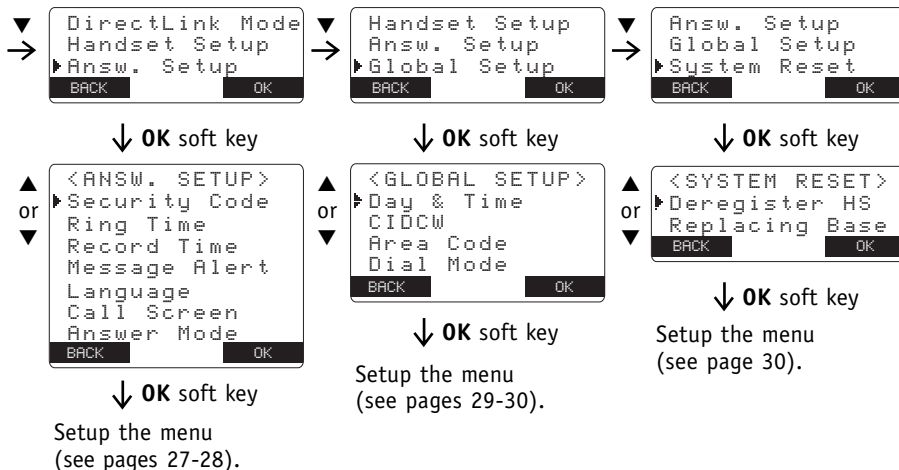 DirectLink Mode
Handset Setup
Answ. Setup
BACK OK
OK soft key
<ANSW. SETUP>
or
Security Code
Ring Time
Record Time
Message Alert
Language
Call Screen
Answer Mode
BACK OK
OK soft key
Setup the menu
(see pages 27-28).
Handset Setup
Answ. Setup
Global Setup
BACK OK
OK soft key
<GLOBAL SETUP>
or
Day & Time
CIDCW
Area Code
Dial Mode
BACK OK
OK soft key
Setup the menu
(see pages 29-30).
Answ. Setup
Global Setup
System Reset
BACK OK
OK soft key
<SYSTEM RESET>
or
Deregister HS
Replacing Base
BACK OK
OK soft key
Setup the menu
(see page 30).